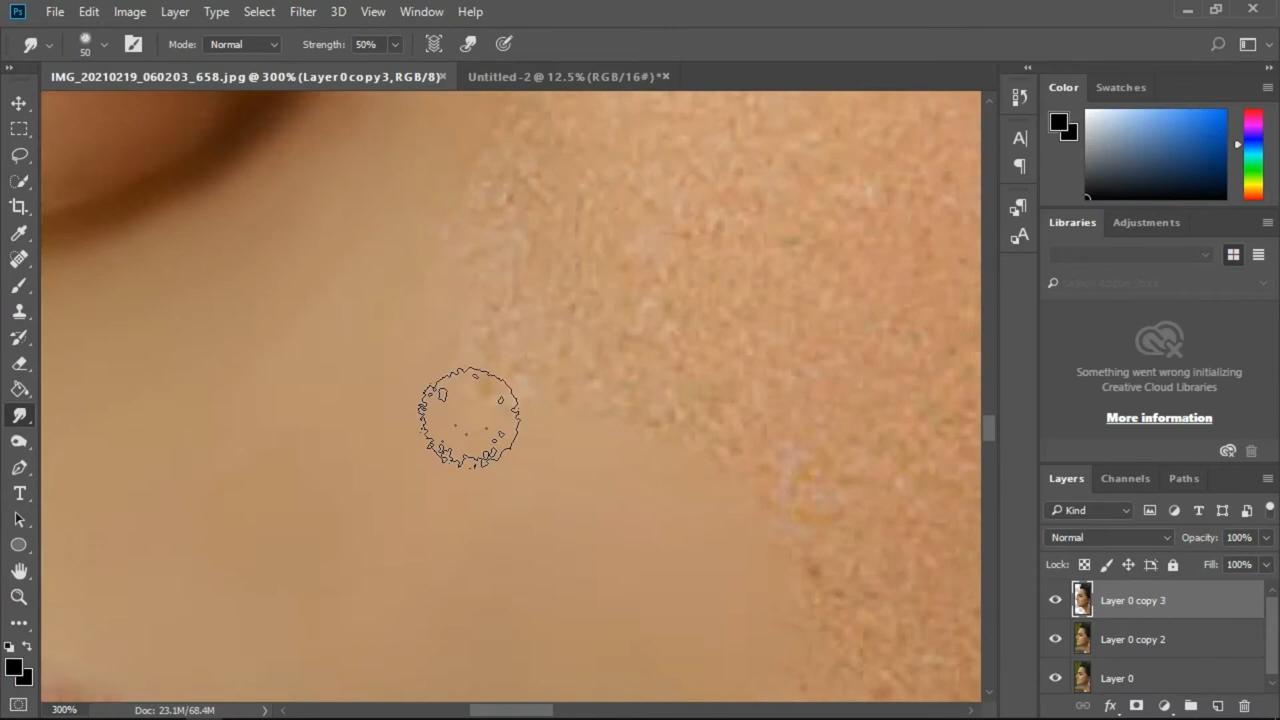 Ps File Edit Image Layer Type Select Filter 3D View Window Help
50 Mode: Normal Strength: 50%
IMG_20210219_060203_658.jpg @ 300% (Layer 0 copy 3, RGB/8) × Untitled-2 @ 12.5% (RGB/16#) * ×
Color Swatches
Libraries Adjustments
Something went wrong initializing
Creative Cloud Libraries
More information
Layers Channels Paths
Kind
Normal Opacity: 100%
Lock: Fill: 100%
Layer 0 copy 3
Layer 0 copy 2
Layer 0
300% Doc: 23.1M/68.4M